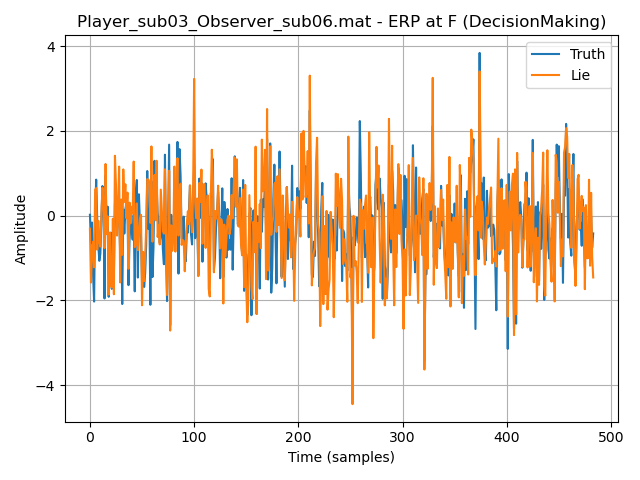 Player_sub03_Observer_sub06.mat - ERP at F (DecisionMaking)
Truth
Lie
Amplitude
4
2
0
−2
−4
0 100 200 300 400 500
Time (samples)